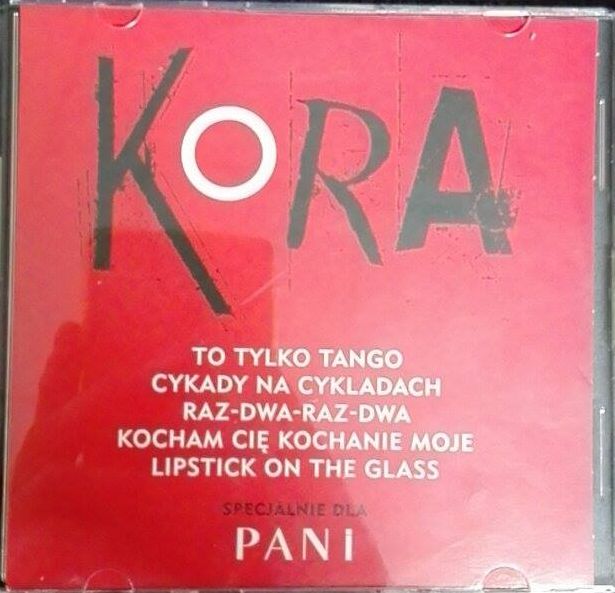 KoRA
TO TYLKO TANGO
CYKADY NA CYKLADACH
RAZ-DWA-RAZ-DWA
KOCHAM CIĘ KOCHANIE MOJE
LIPSTICK ON THE GLASS
SPECJALNIE DLA
PANi